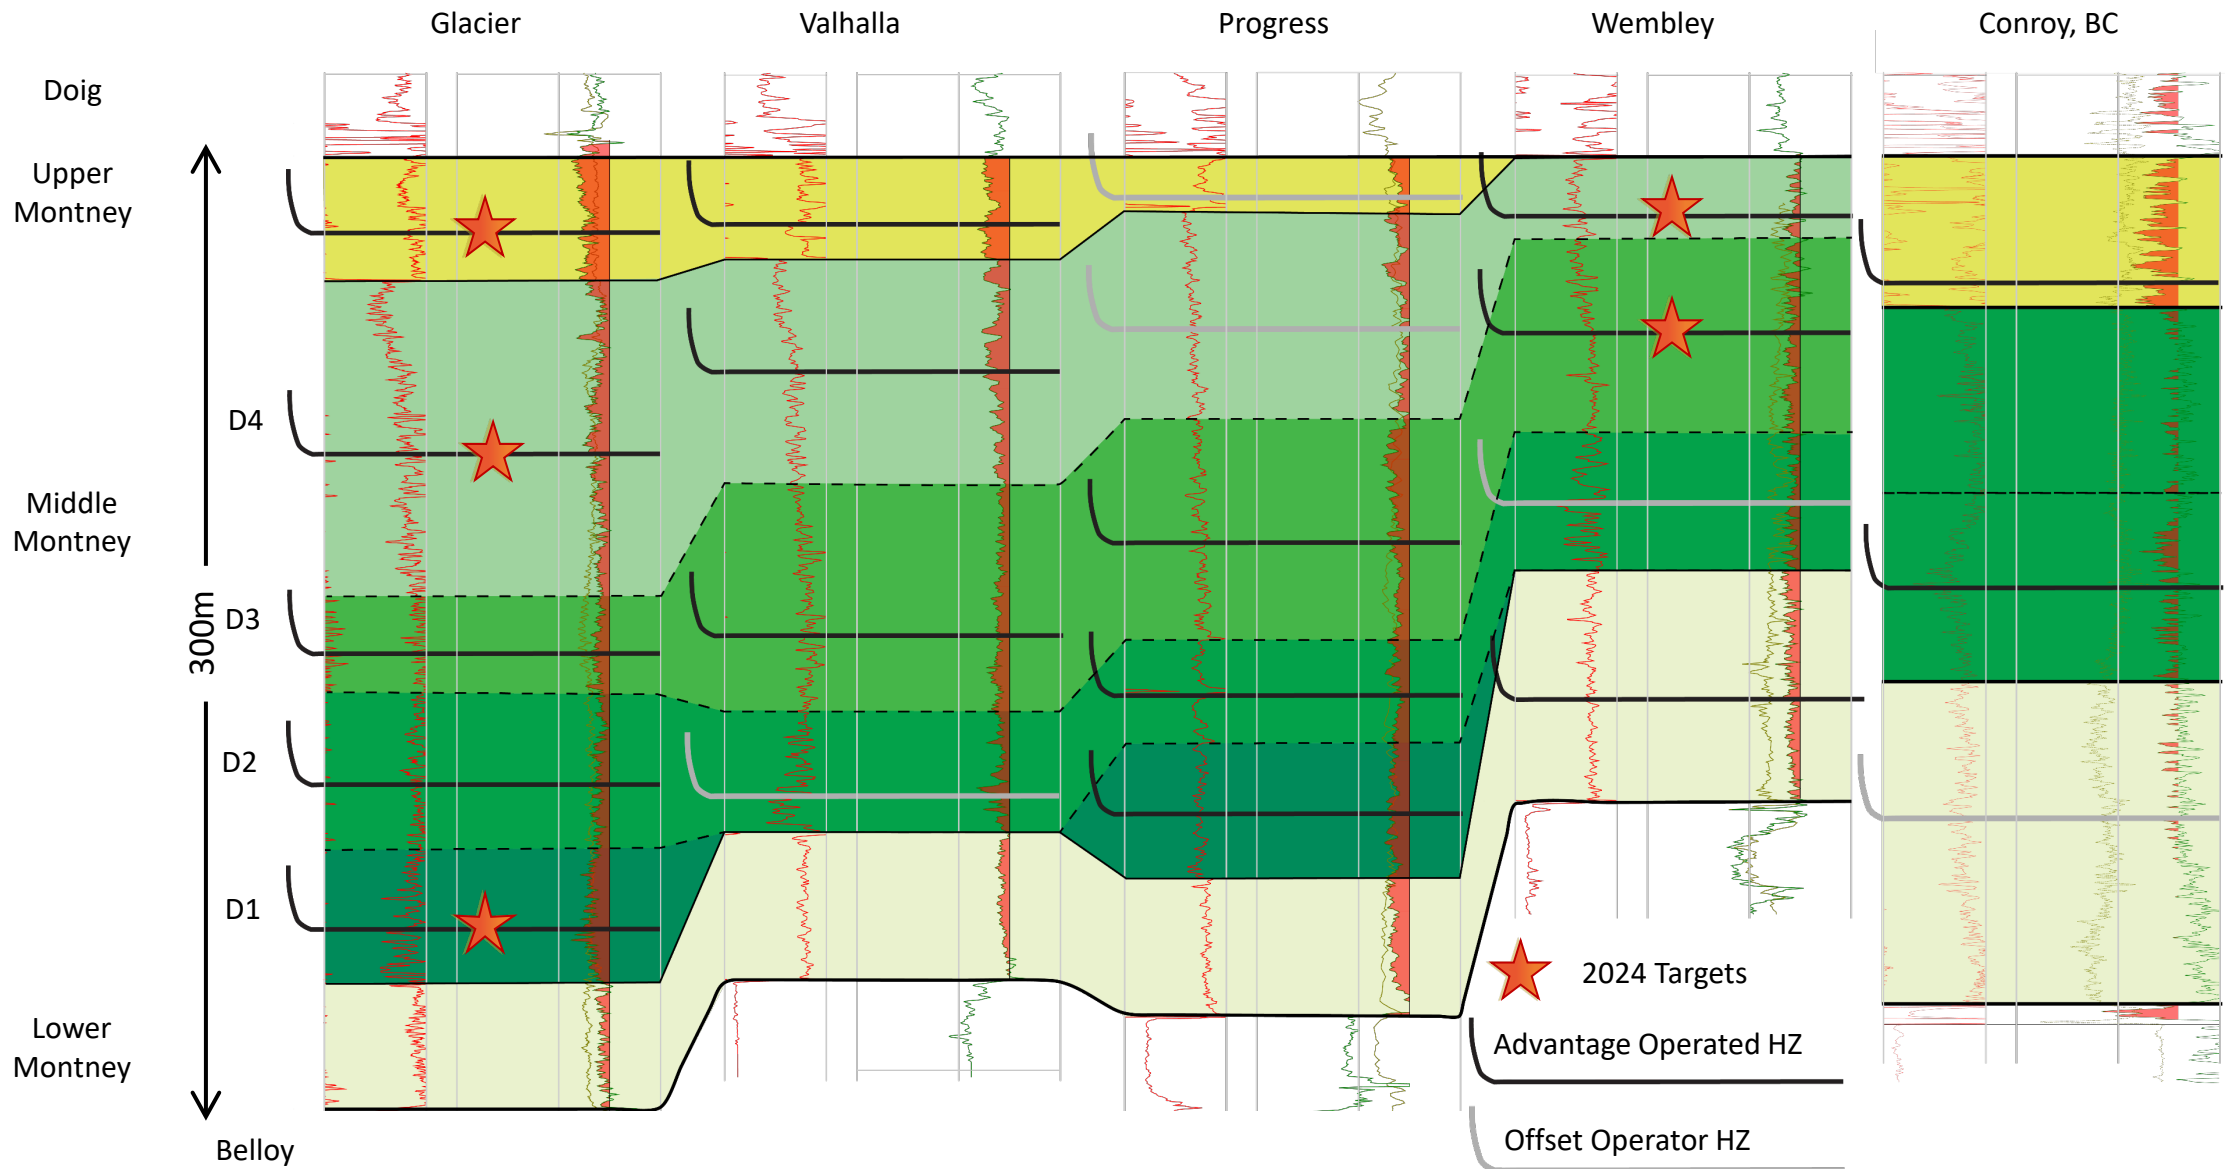 Glacier
Valhalla
Progress
Wembley
Conroy, BC
Doig
Upper
Montney
D4
Middle
Montney
300m
D3
D2
D1
Lower
Montney
Belloy
2024 Targets
Advantage Operated HZ
Offset Operator HZ